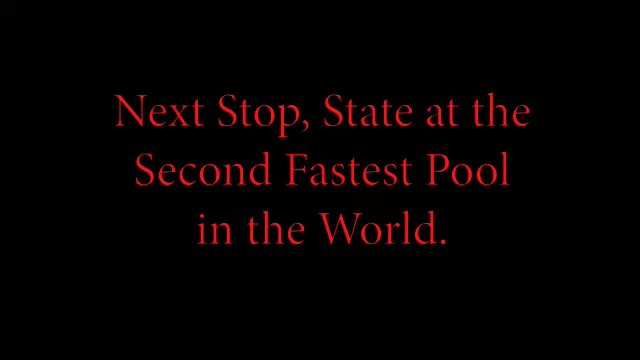 Next Stop, State at the
Second Fastest Pool
in the World.